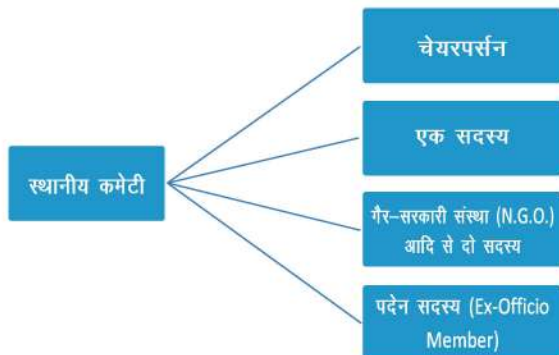 चेयरपर्सन
एक सदस्य
स्थानीय कमेटी
गैर–सरकारी संस्था (N.G.O.)
आदि से दो सदस्य
पदेन सदस्य (Ex-Officio
Member)